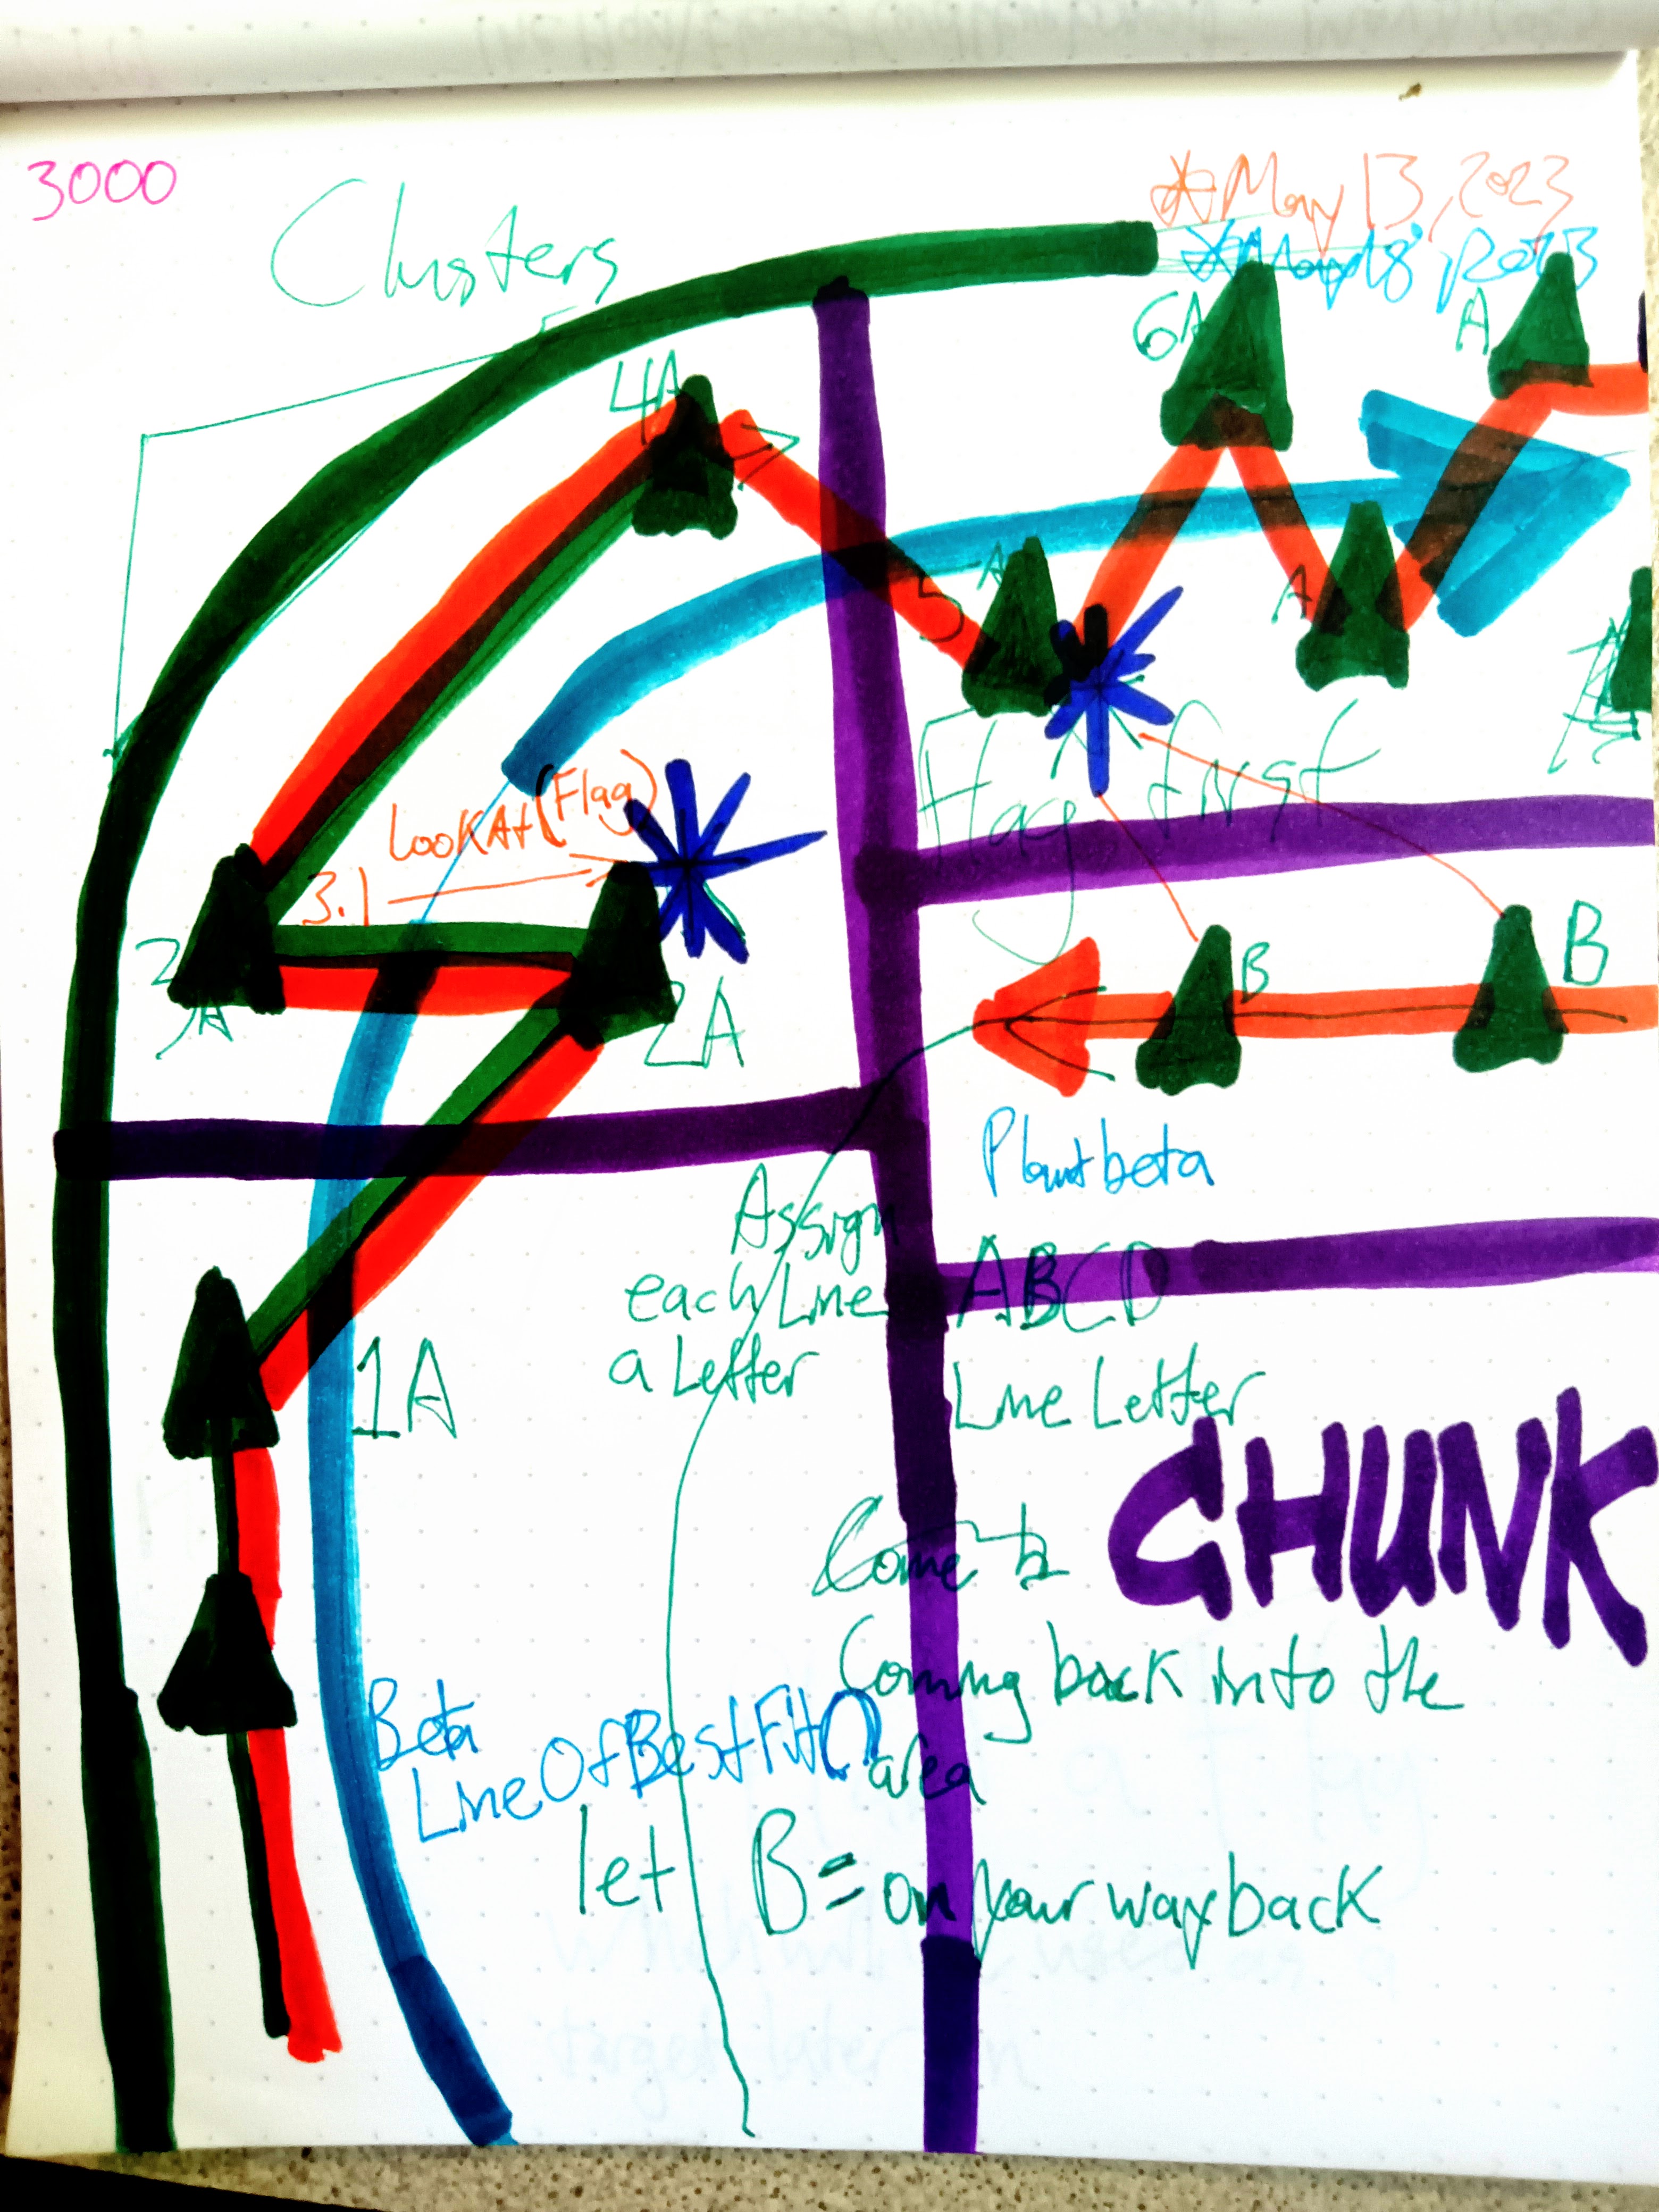 3000
Clusters
*May 13, 2023
*May 18, 2023
4A
6A
A
5 A
A
Flag first
LookAt(Flag)
3.1
2A
3A
B
B
Plant beta
Assign
each Line
a Letter
ABCD
Line Letter
1A
CHUNK
Come to
Coming back into the
area
Beta
LineOfBestFit()
let B = on your way back